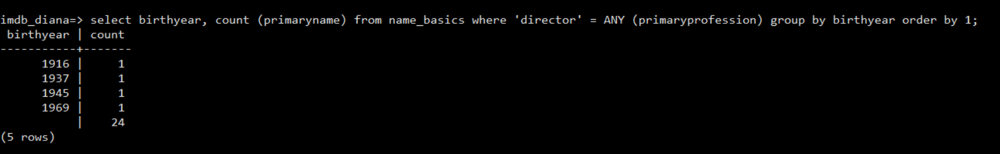 imdb_diana=> select birthyear, count (primaryname) from name_basics where 'director' = ANY (primaryprofession) group by birthyear order by 1;
 birthyear | count
-----------+-------
      1916 |     1
      1937 |     1
      1945 |     1
      1969 |     1
           |    24
(5 rows)